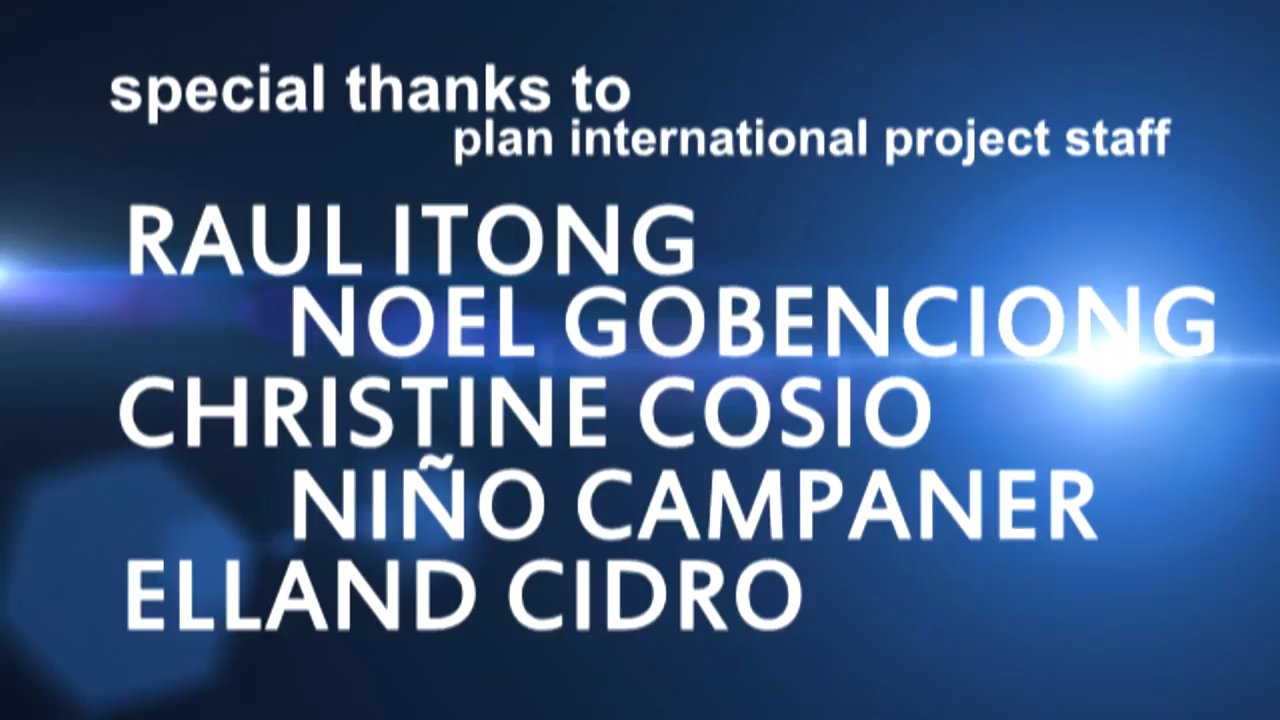 special thanks to
plan international project staff
RAUL ITONG
NOEL GOBENCIONG
CHRISTINE COSIO
NIÑO CAMPANER
ELLAND CIDRO